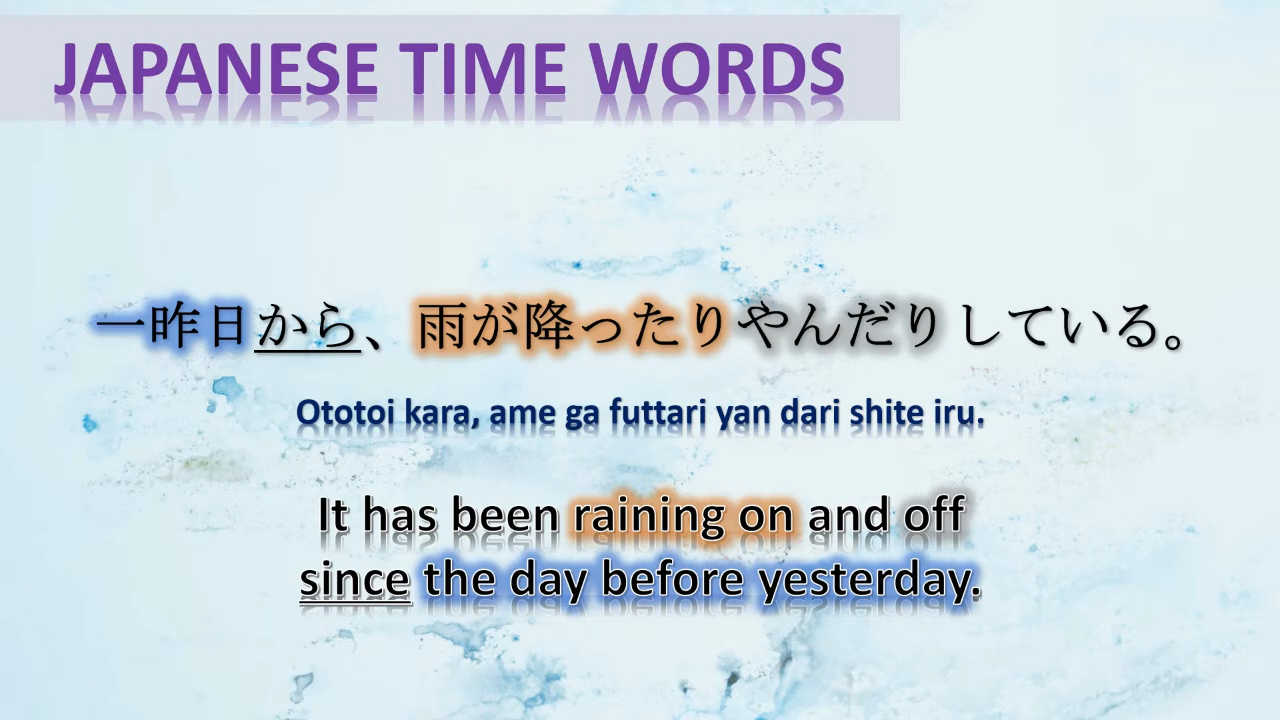 JAPANESE TIME WORDS
一昨日から、雨が降ったりやんだりしている。
Ototoi kara, ame ga futtari yan dari shite iru.
It has been raining on and off
since the day before yesterday.